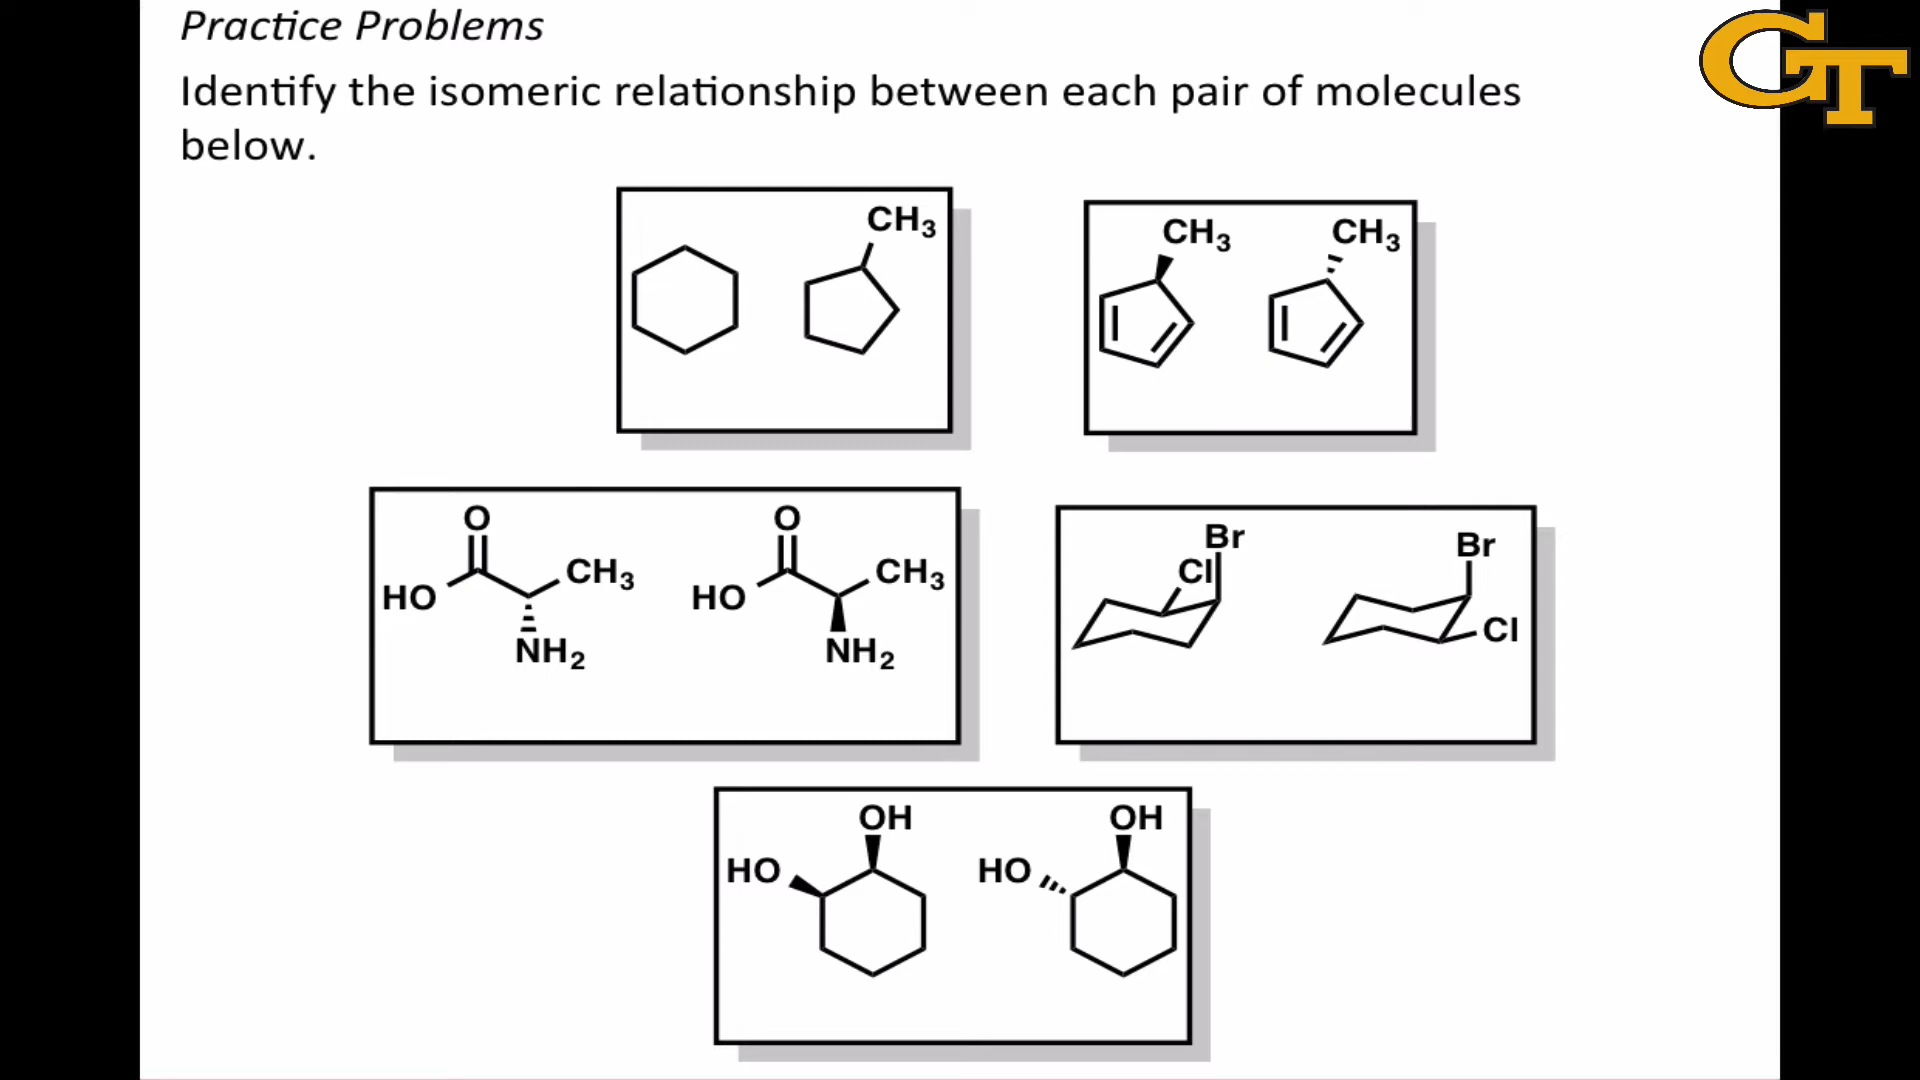 Practice Problems
GT
Identify the isomeric relationship between each pair of molecules
below.
CH3
CH3 CH3
O O
HO CH3 HO CH3
NH2 NH2
Br Br
Cl Cl
OH OH
HO HO